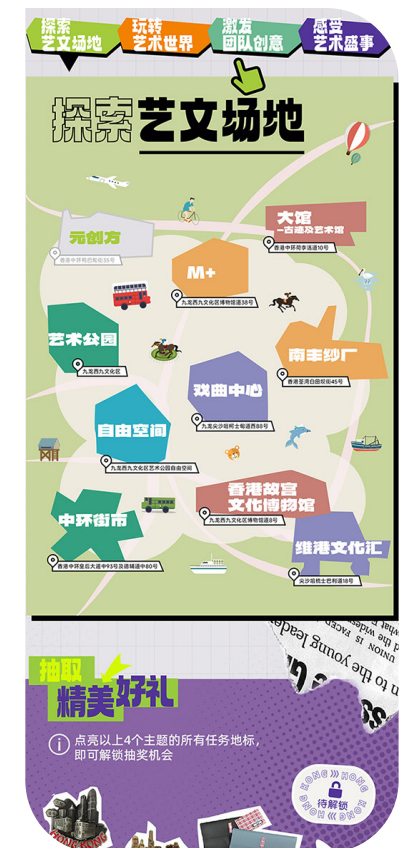 探索
艺文场地
玩转
艺术世界
激发
团队创意
感受
艺术盛事
探索艺文场地
元创方
香港中环鸭巴甸街35号
大馆
-古迹及艺术馆
香港中环荷李活道10号
M+
九龙西九文化区博物馆道38号
艺术公园
九龙西九文化区
南丰纱厂
香港荃湾白田坝街45号
戏曲中心
九龙尖沙咀柯士甸道西88号
自由空间
九龙西九文化区艺术公园自由空间
香港故宫
文化博物馆
九龙西九文化区博物馆道8号
中环街市
香港中环皇后大道中93号及德辅道中80号
维港文化汇
尖沙咀梳士巴利道18号
抽取
精美好礼
点亮以上4个主题的所有任务地标,
即可解锁抽奖机会
HONG KONG
待解锁
HONG KONG
young leader
UNION IS FACED
HONG KONG